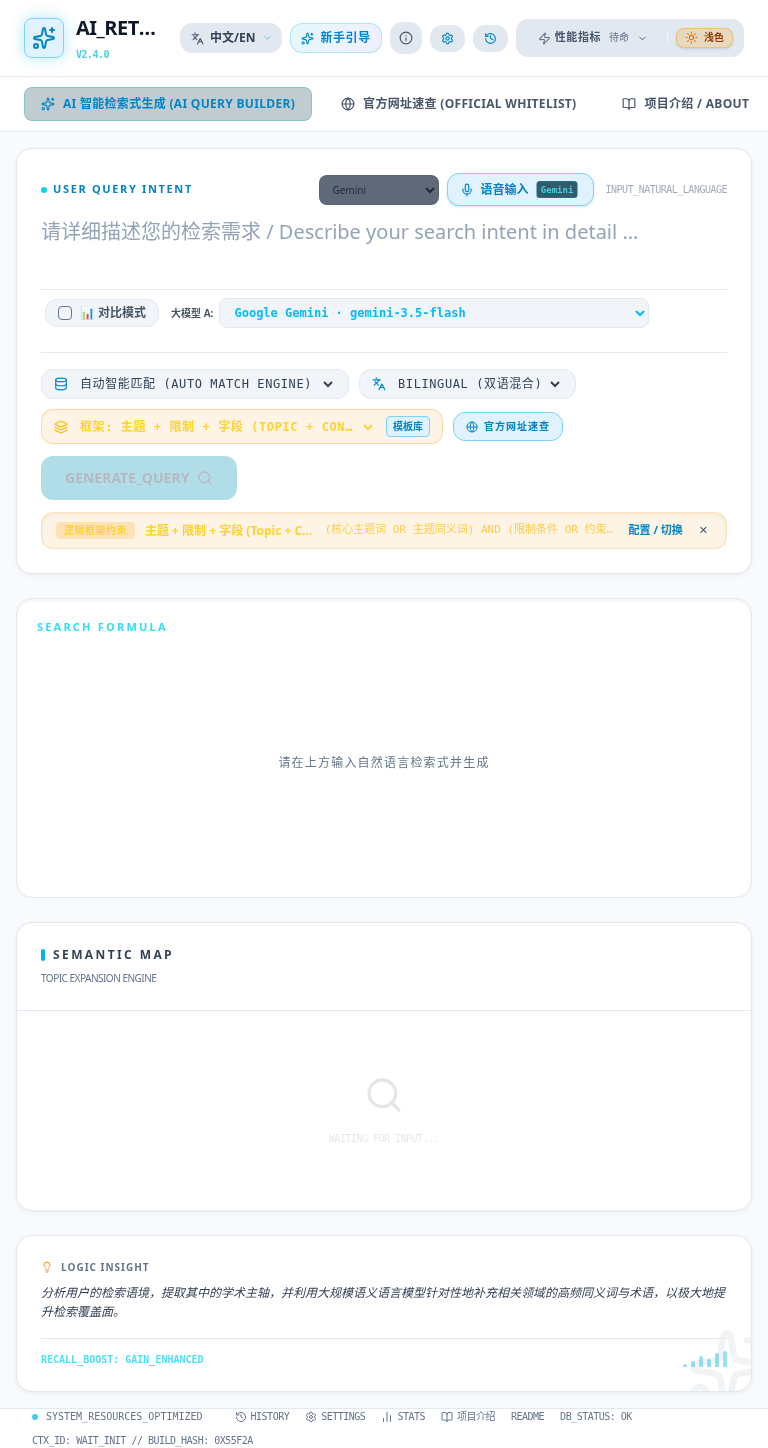 AI_RET...
V2.4.0
中文/EN
新手引导
性能指标 待命
浅色
AI 智能检索式生成 (AI QUERY BUILDER)
官方网址速查 (OFFICIAL WHITELIST)
项目介绍 / ABOUT
USER QUERY INTENT
Gemini
语音输入 Gemini
INPUT_NATURAL_LANGUAGE
请详细描述您的检索需求 / Describe your search intent in detail ...
📊 对比模式
大模型 A:
Google Gemini · gemini-3.5-flash
自动智能匹配 (AUTO MATCH ENGINE)
BILINGUAL (双语混合)
框架: 主题 + 限制 + 字段 (TOPIC + CON…
模板库
官方网址速查
GENERATE_QUERY
逻辑框架约束
主题 + 限制 + 字段 (Topic + C...
(核心主题词 OR 主题同义词) AND (限制条件 OR 约束…
配置 / 切换
×
SEARCH FORMULA
请在上方输入自然语言检索式并生成
SEMANTIC MAP
TOPIC EXPANSION ENGINE
WAITING FOR INPUT...
LOGIC INSIGHT
分析用户的检索语境，提取其中的学术主轴，并利用大规模语义语言模型针对性地补充相关领域的高频同义词与术语，以极大地提
升检索覆盖面。
RECALL_BOOST: GAIN_ENHANCED
SYSTEM_RESOURCES_OPTIMIZED
HISTORY
SETTINGS
STATS
项目介绍
README
DB_STATUS: OK
CTX_ID: WAIT_INIT // BUILD_HASH: 0X55F2A